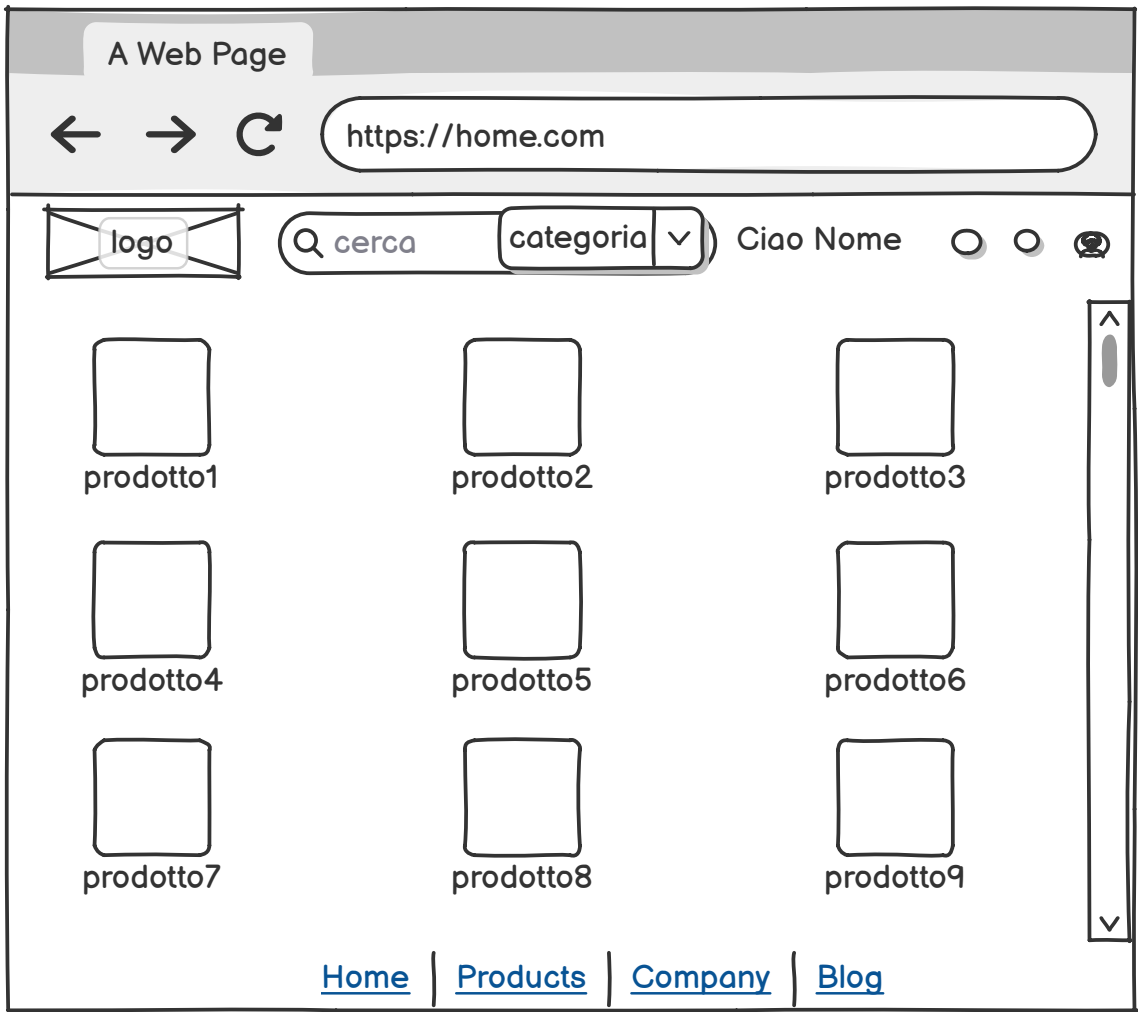 A Web Page
https://home.com
logo
cerca
categoria
Ciao Nome
prodotto1 prodotto2 prodotto3
prodotto4 prodotto5 prodotto6
prodotto7 prodotto8 prodotto9
Home Products Company Blog